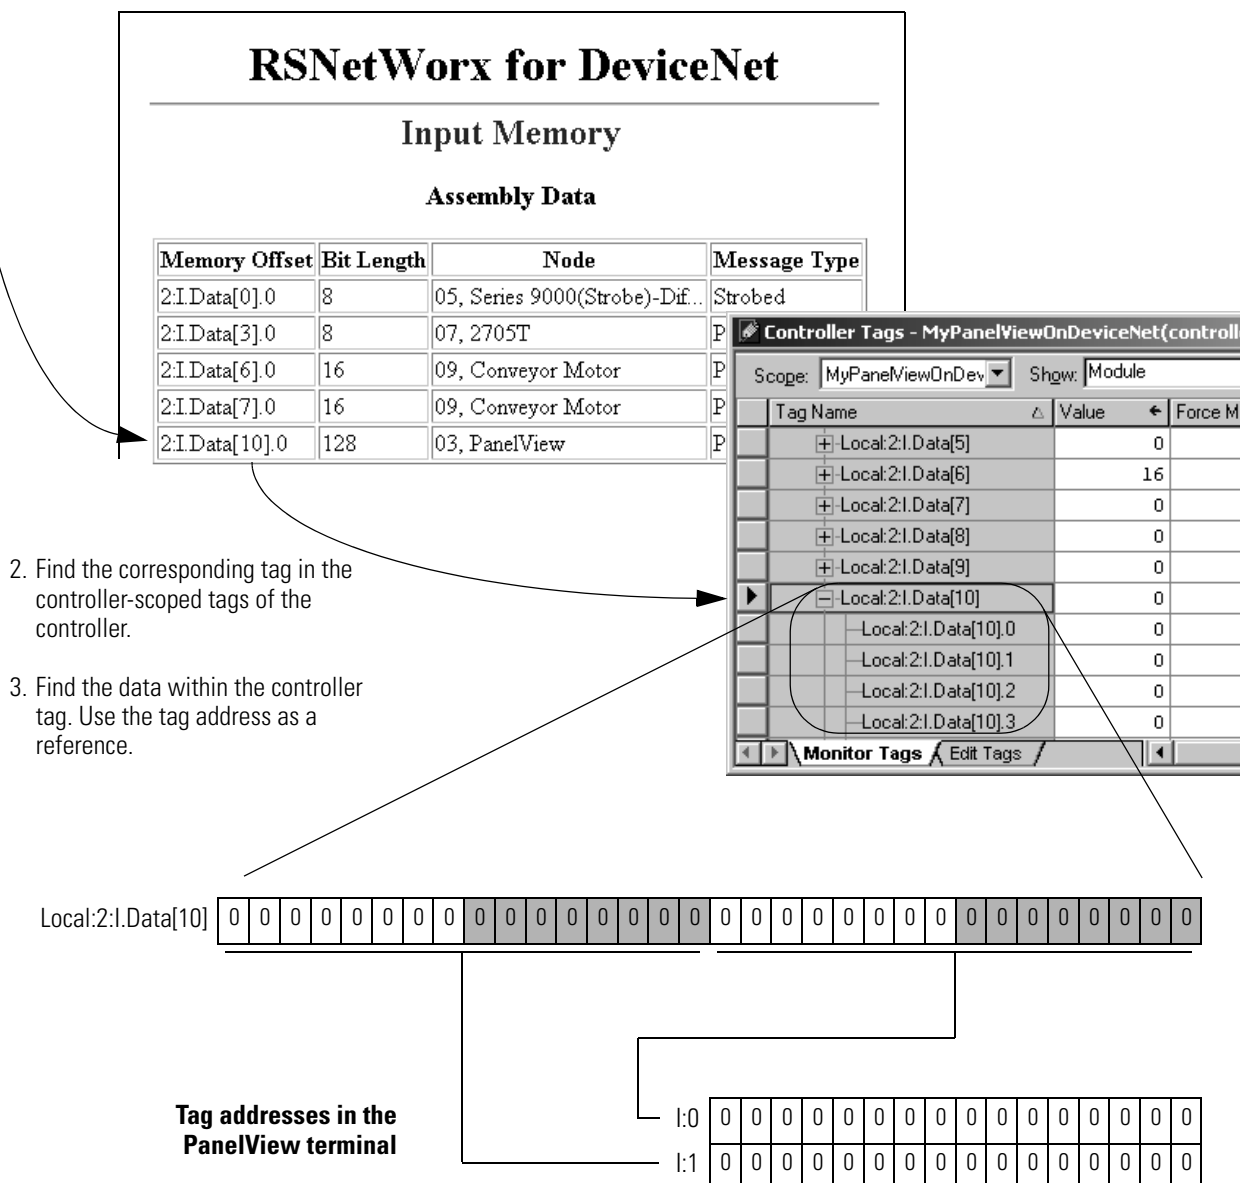 RSNetWorx for DeviceNet
Input Memory
Assembly Data
Memory Offset Bit Length Node Message Type
2:I.Data[0].0 8 05, Series 9000(Strobe)-Dif... Strobed
2:I.Data[3].0 8 07, 2705T P
2:I.Data[6].0 16 09, Conveyor Motor P
2:I.Data[7].0 16 09, Conveyor Motor P
2:I.Data[10].0 128 03, PanelView P
Controller Tags - MyPanelViewOnDeviceNet(controll
Scope: MyPanelViewOnDev Show: Module
Tag Name Value Force M
Local:2:I.Data[5] 0
Local:2:I.Data[6] 16
Local:2:I.Data[7] 0
Local:2:I.Data[8] 0
Local:2:I.Data[9] 0
Local:2:I.Data[10] 0
Local:2:I.Data[10].0 0
Local:2:I.Data[10].1 0
Local:2:I.Data[10].2 0
Local:2:I.Data[10].3 0
Monitor Tags Edit Tags
2. Find the corresponding tag in the
controller-scoped tags of the
controller.
3. Find the data within the controller
tag. Use the tag address as a
reference.
Local:2:I.Data[10] 0 0 0 0 0 0 0 0 0 0 0 0 0 0 0 0 0 0 0 0 0 0 0 0 0 0 0 0 0 0 0 0
Tag addresses in the
PanelView terminal
I:0 0 0 0 0 0 0 0 0 0 0 0 0 0 0 0 0
I:1 0 0 0 0 0 0 0 0 0 0 0 0 0 0 0 0